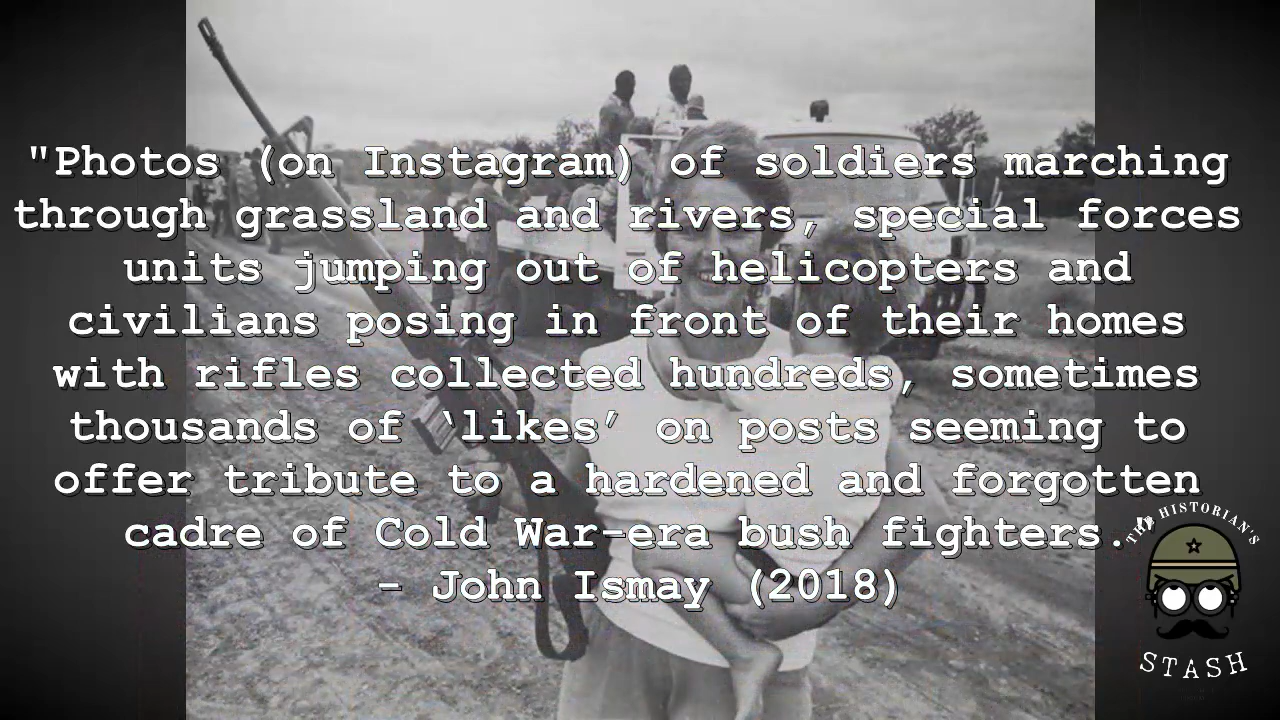 "Photos (on Instagram) of soldiers marching
through grassland and rivers, special forces
units jumping out of helicopters and
civilians posing in front of their homes
with rifles collected hundreds, sometimes
thousands of ‘likes’ on posts seeming to
offer tribute to a hardened and forgotten
cadre of Cold War-era bush fighters.
- John Ismay (2018)
THE HISTORIAN'S
STASH